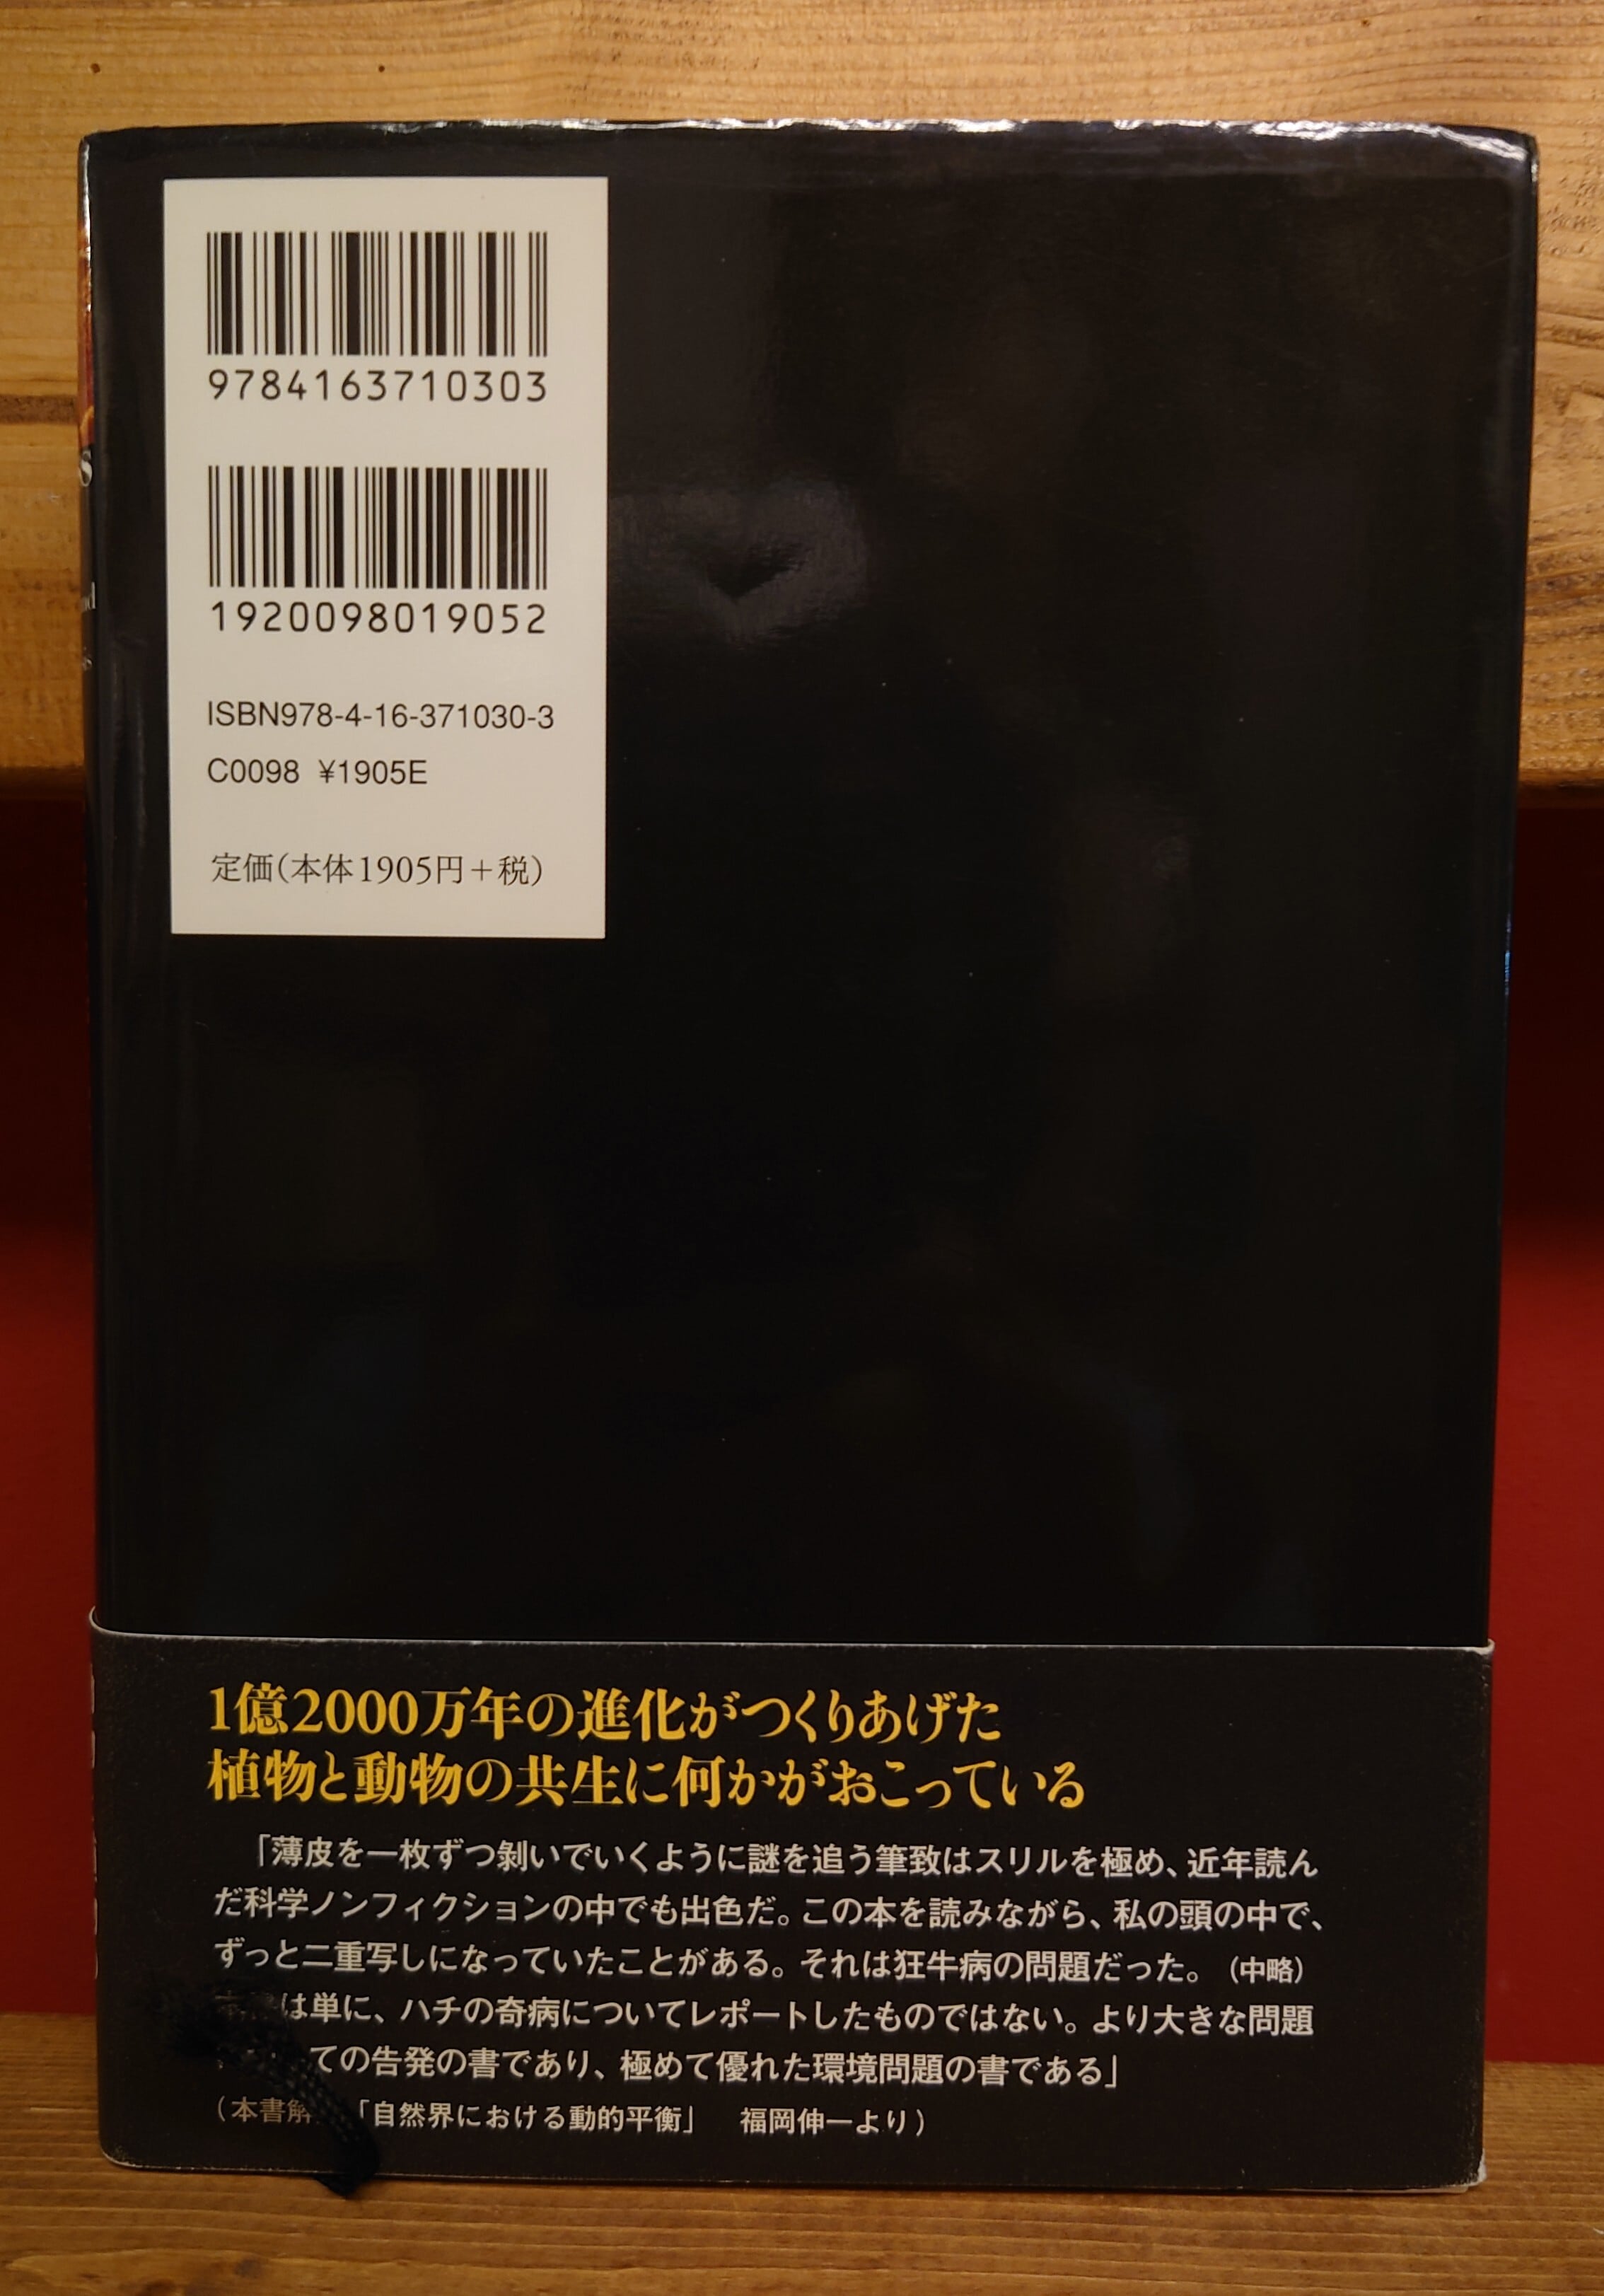 9784163710303
1920098019052
ISBN978-4-16-371030-3
C0098 ¥1905E
定価(本体1905円+税)
1億2000万年の進化がつくりあげた
植物と動物の共生に何かがおこっている
「薄皮を一枚ずつ剝いでいくように謎を追う筆致はスリルを極め、近年読ん
だ科学ノンフィクションの中でも出色だ。この本を読みながら、私の頭の中で、
ずっと二重写しになっていたことがある。それは狂牛病の問題だった。(中略)
は単に、ハチの奇病についてレポートしたものではない。より大きな問題
ての告発の書であり、極めて優れた環境問題の書である」
(本書解 「自然界における動的平衡」 福岡伸一より)